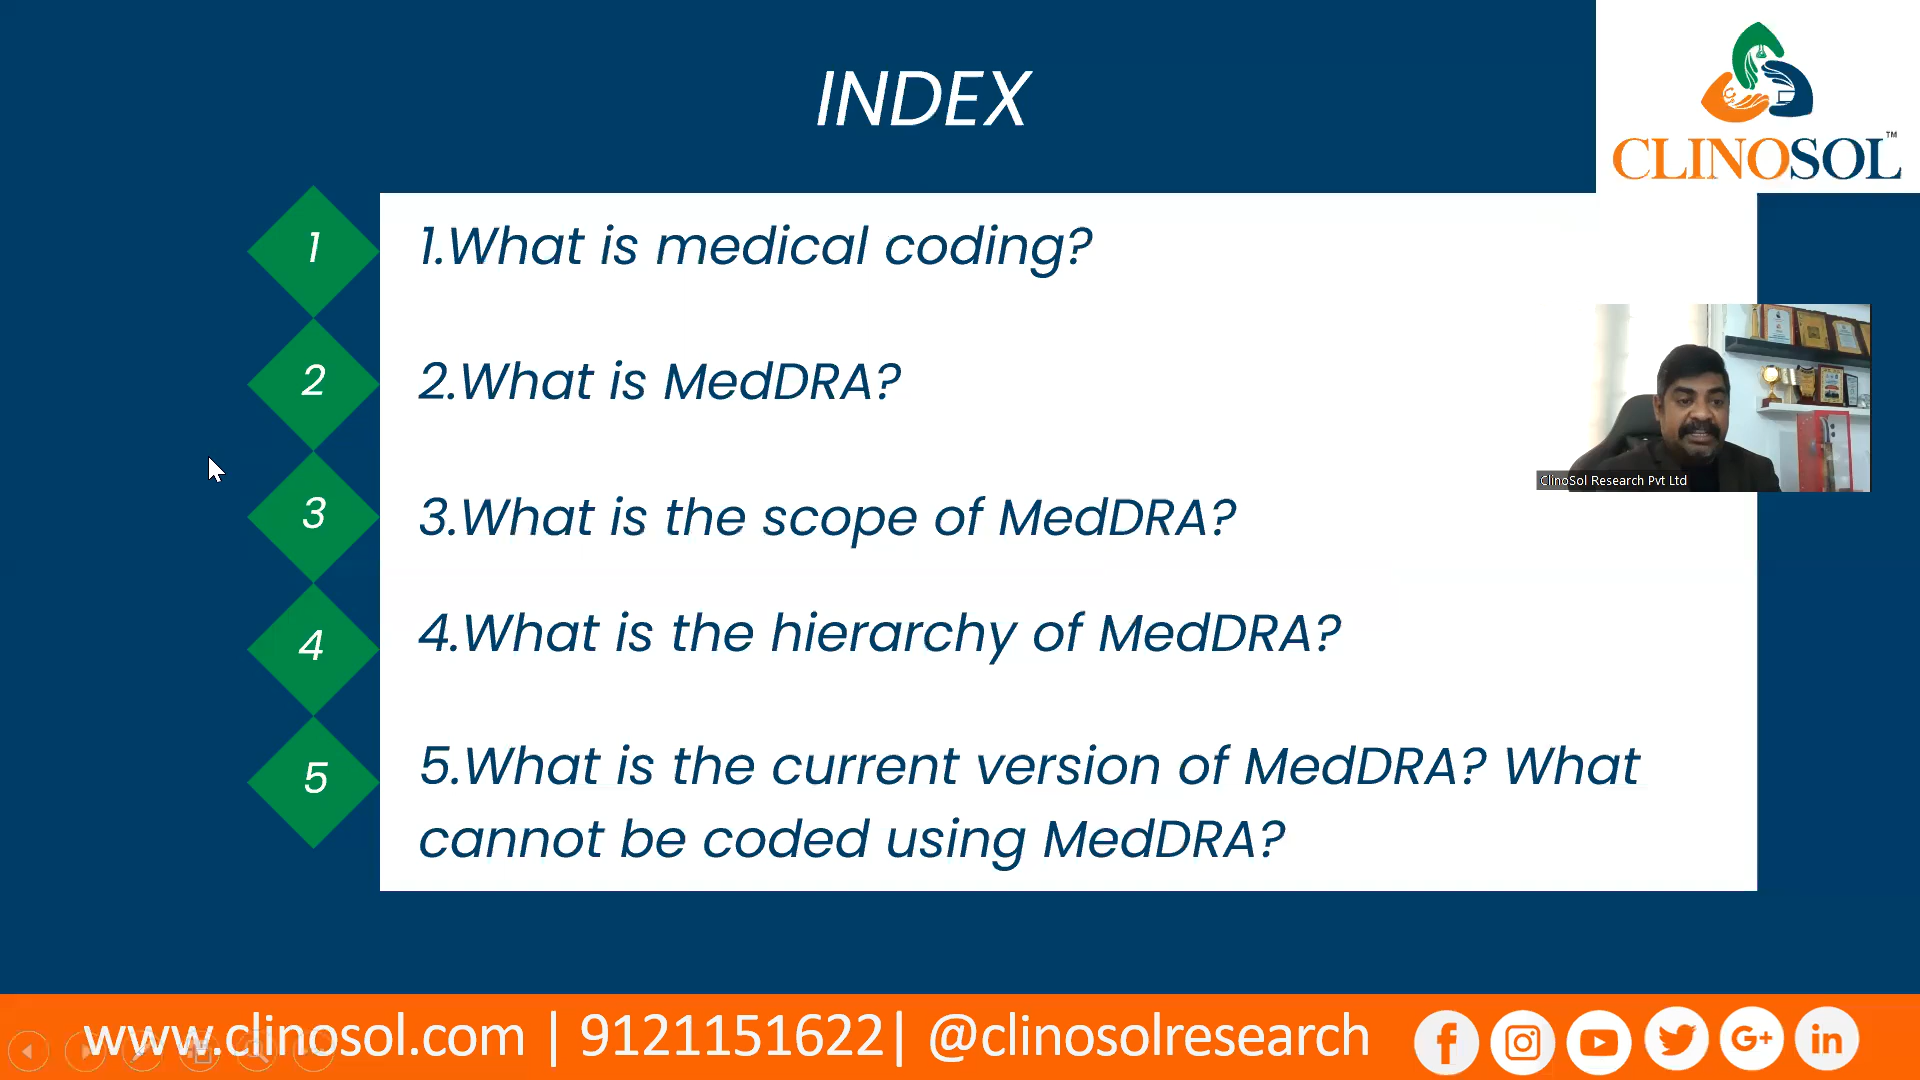 INDEX
CLINOSOL™
1
1.What is medical coding?
2
2.What is MedDRA?
3
3.What is the scope of MedDRA?
4
4.What is the hierarchy of MedDRA?
5
5.What is the current version of MedDRA? What
cannot be coded using MedDRA?
ClinoSol Research Pvt Ltd
www.clinosol.com | 9121151622| @clinosolresearch
f
G+
in